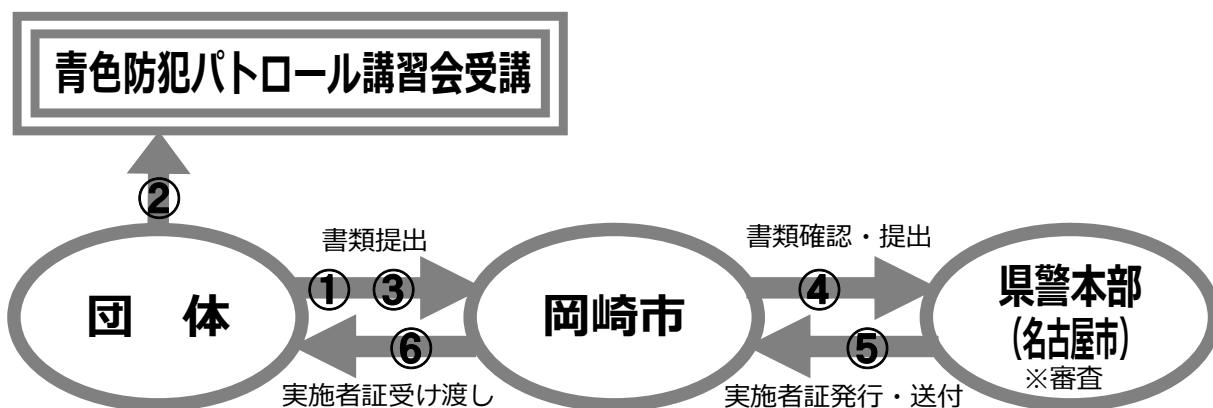 青色防犯パトロール講習会受講
②
書類提出
書類確認・提出
① ③
④
団 体
岡崎市
県警本部
(名古屋市)
※審査
⑥
⑤
実施者証受け渡し
実施者証発行・送付